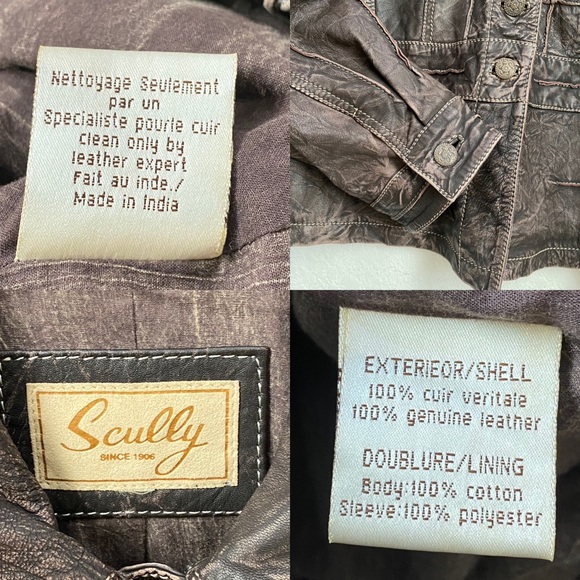 Nettoyage Seulement
par un
Specialiste pourle cuir
clean only by
leather expert
Fait au inde./
Made in India
Scully
SINCE 1906
EXTERIEOR/SHELL
100% cuir veritale
100% genuine leather
DOUBLURE/LINING
Body:100% cotton
Sleeve:100% polyester